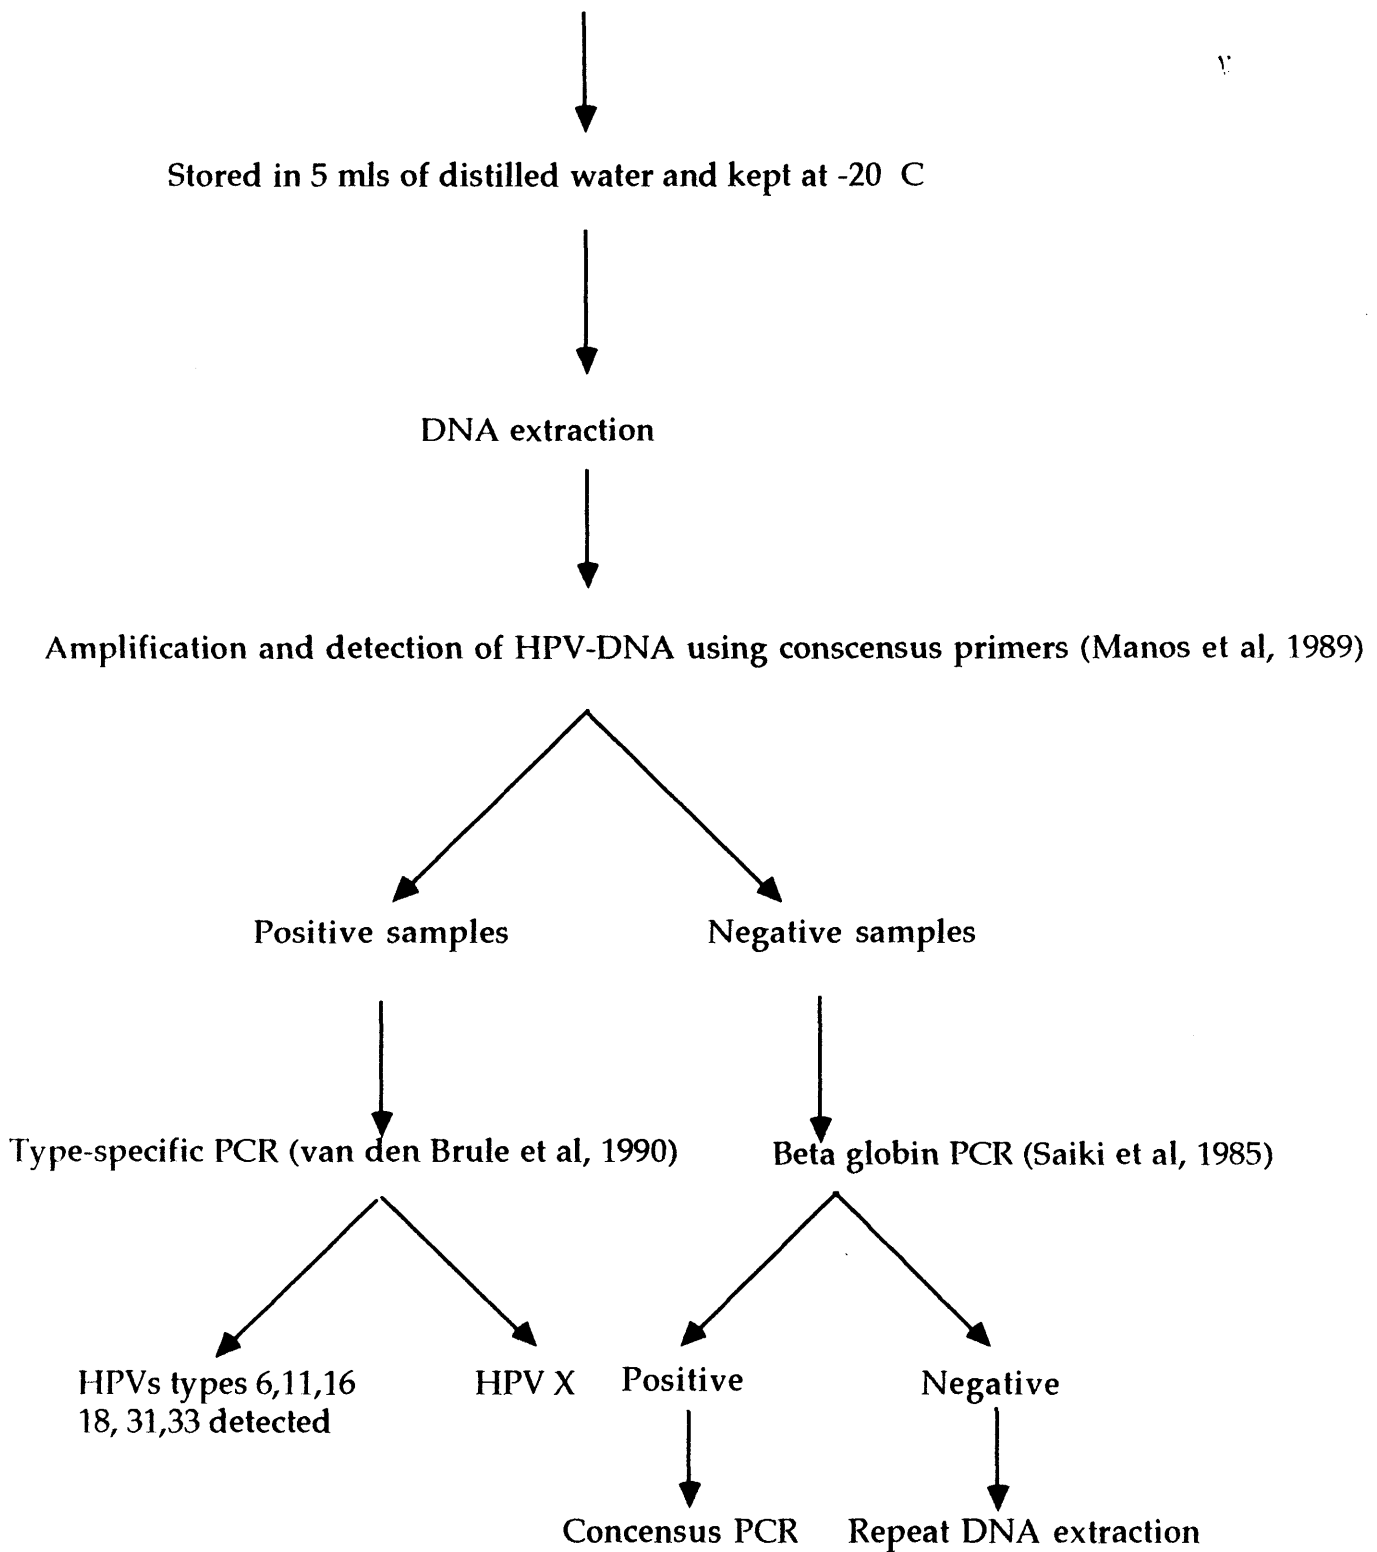 Stored in 5 mls of distilled water and kept at -20 C
DNA extraction
Amplification and detection of HPV-DNA using conscensus primers (Manos et al, 1989)
Positive samples
Negative samples
Type-specific PCR (van den Brule et al, 1990)
Beta globin PCR (Saiki et al, 1985)
HPVs types 6,11,16
18, 31,33 detected
HPV X
Positive
Negative
Concensus PCR
Repeat DNA extraction